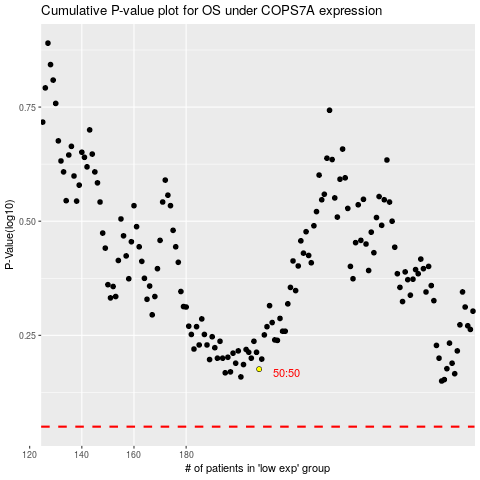 Cumulative P-value plot for OS under COPS7A expression
P-Value(log10)
0.75
0.50
0.25
50:50
120 140 160 180
# of patients in 'low exp' group